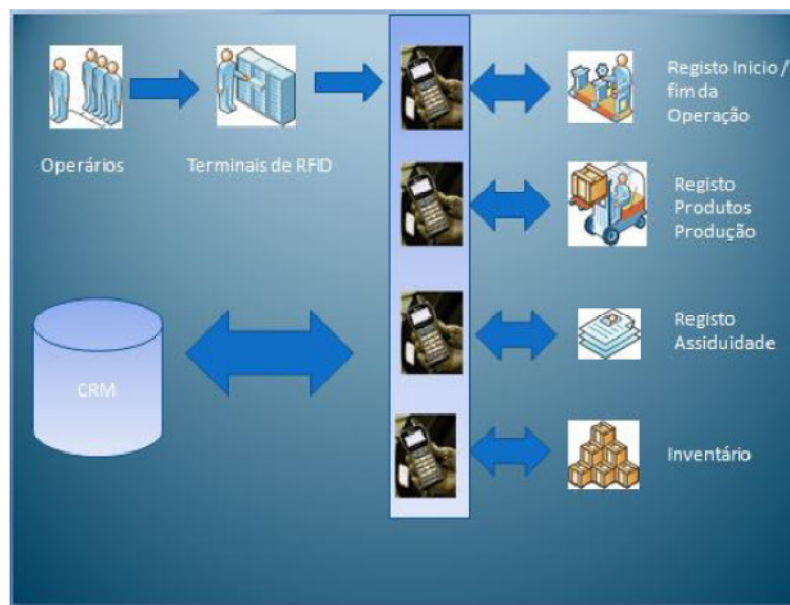 Operários
Terminais de RFID
Registo Inicio /
fim da
Operação
Registo
Produtos
Produção
Registo
Assiduidade
CRM
Inventário